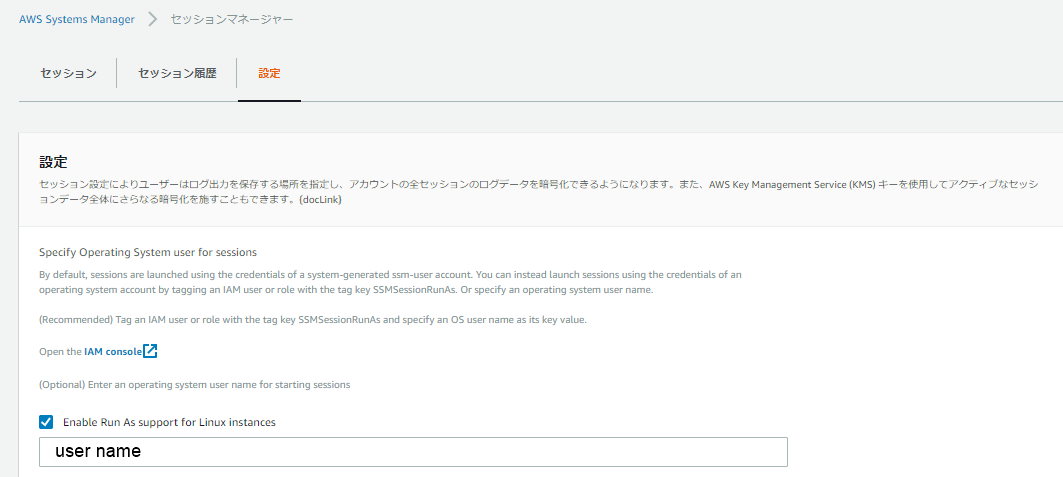 AWS Systems Manager > セッションマネージャー
セッション セッション履歴 設定
設定
セッション設定によりユーザーはログ出力を保存する場所を指定し、アカウントの全セッションのログデータを暗号化できるようになります。また、AWS Key Management Service (KMS) キーを使用してアクティブなセッシ
ョンデータ全体にさらなる暗号化を施すこともできます。{docLink}
Specify Operating System user for sessions
By default, sessions are launched using the credentials of a system-generated ssm-user account. You can instead launch sessions using the credentials of an
operating system account by tagging an IAM user or role with the tag key SSMSessionRunAs. Or specify an operating system user name.
(Recommended) Tag an IAM user or role with the tag key SSMSessionRunAs and specify an OS user name as its key value.
Open the IAM console
(Optional) Enter an operating system user name for starting sessions
Enable Run As support for Linux instances
user name